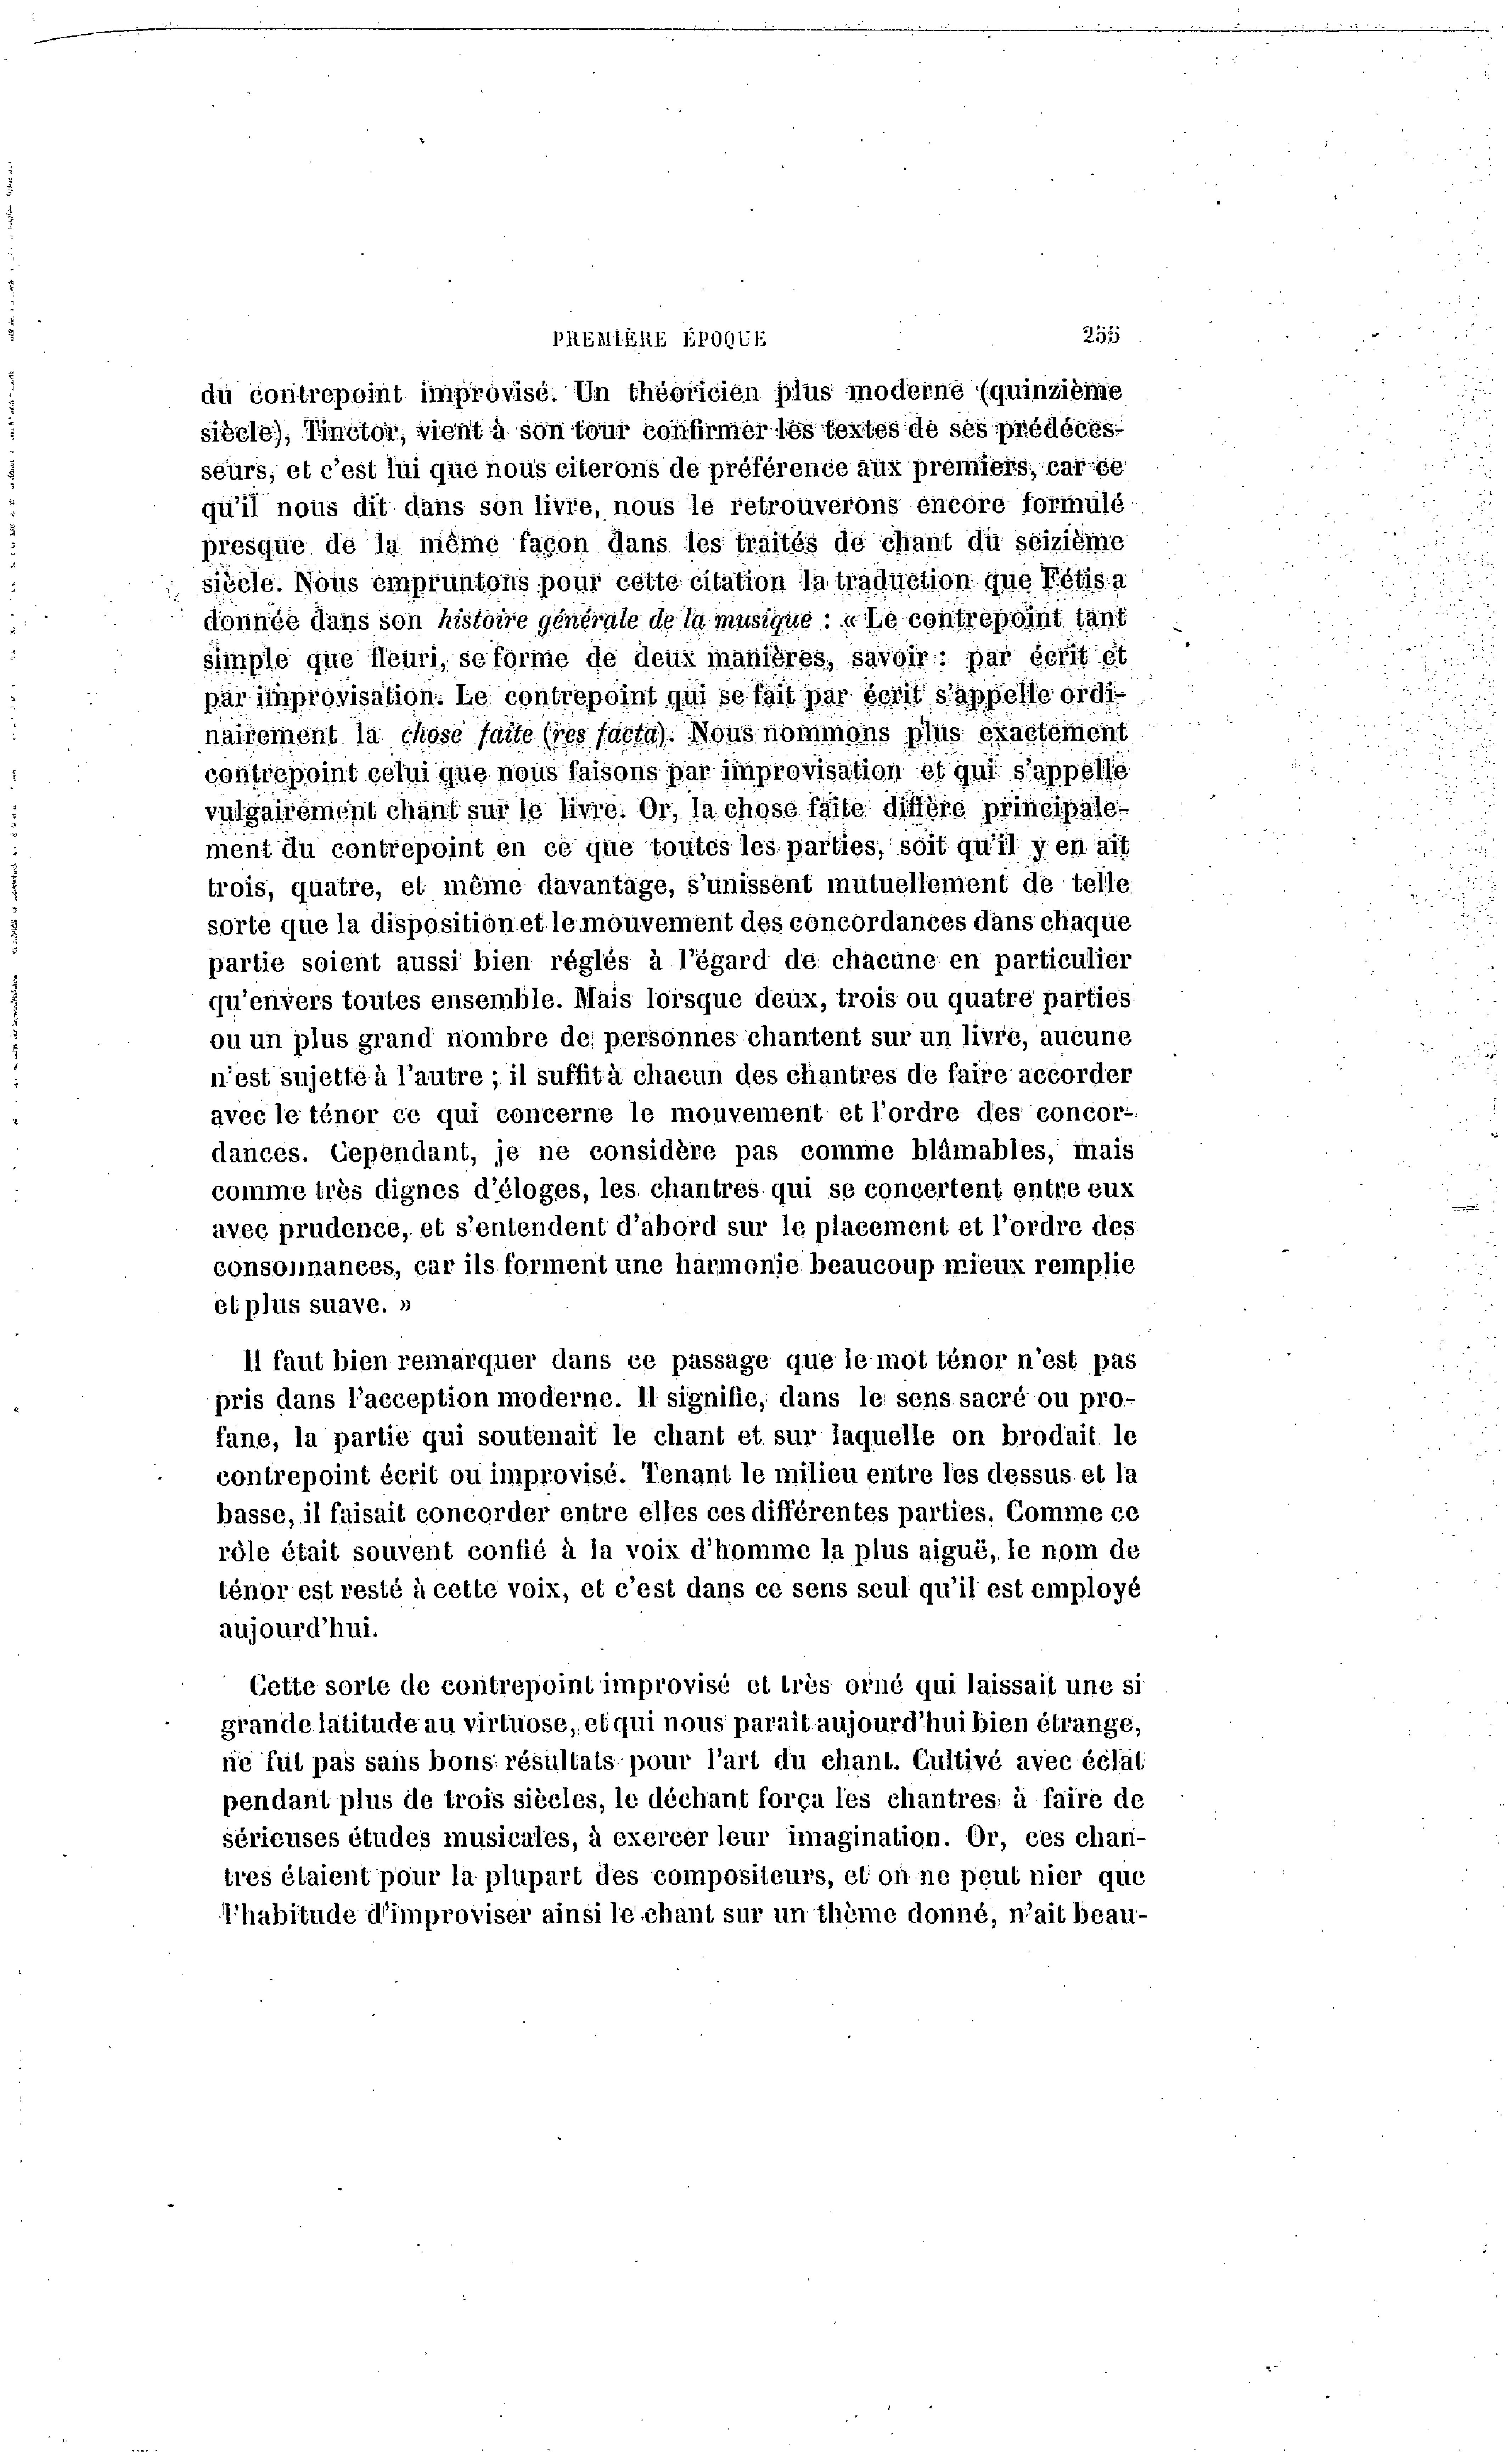 PREMIÈRE ÉPOQUE 255
du contrepoint improvisé. Un théoricien plus moderne (quinzième
siècle), Tinctor, vient à son tour confirmer les textes de ses prédéces-
seurs, et c'est lui que nous citerons de préférence aux premiers, car ce
qu'il nous dit dans son livre, nous le retrouverons encore formulé
presque de la même façon dans les traités de chant du seizième
siècle. Nous empruntons pour cette citation la traduction que Fétis a
donnée dans son histoire générale de la musique : « Le contrepoint tant
simple que fleuri, se forme de deux manières, savoir : par écrit et
par improvisation. Le contrepoint qui se fait par écrit s'appelle ordi-
nairement la chose faite (res facta). Nous nommons plus exactement
contrepoint celui que nous faisons par improvisation et qui s'appelle
vulgairement chant sur le livre. Or, la chose faite diffère principale-
ment du contrepoint en ce que toutes les parties, soit qu'il y en ait
trois, quatre, et même davantage, s'unissent mutuellement de telle
sorte que la disposition et le mouvement des concordances dans chaque
partie soient aussi bien réglés à l'égard de chacune en particulier
qu'envers toutes ensemble. Mais lorsque deux, trois ou quatre parties
ou un plus grand nombre de personnes chantent sur un livre, aucune
n'est sujette à l'autre ; il suffit à chacun des chantres de faire accorder
avec le ténor ce qui concerne le mouvement et l'ordre des concor-
dances. Cependant, je ne considère pas comme blâmables, mais
comme très dignes d'éloges, les chantres qui se concertent entre eux
avec prudence, et s'entendent d'abord sur le placement et l'ordre des
consonnances, car ils forment une harmonie beaucoup mieux remplie
et plus suave. »
Il faut bien remarquer dans ce passage que le mot ténor n'est pas
pris dans l'acception moderne. Il signifie, dans le sens sacré ou pro-
fane, la partie qui soutenait le chant et sur laquelle on brodait le
contrepoint écrit ou improvisé. Tenant le milieu entre les dessus et la
basse, il faisait concorder entre elles ces différentes parties. Comme ce
rôle était souvent confié à la voix d'homme la plus aiguë, le nom de
ténor est resté à cette voix, et c'est dans ce sens seul qu'il est employé
aujourd'hui.
Cette sorte de contrepoint improvisé et très orné qui laissait une si
grande latitude au virtuose, et qui nous parait aujourd'hui bien étrange,
ne fut pas sans bons résultats pour l'art du chant. Cultivé avec éclat
pendant plus de trois siècles, le déchant força les chantres à faire de
sérieuses études musicales, à exercer leur imagination. Or, ces chan-
tres étaient pour la plupart des compositeurs, et on ne peut nier que
l'habitude d'improviser ainsi le chant sur un thème donné, n'ait beau-